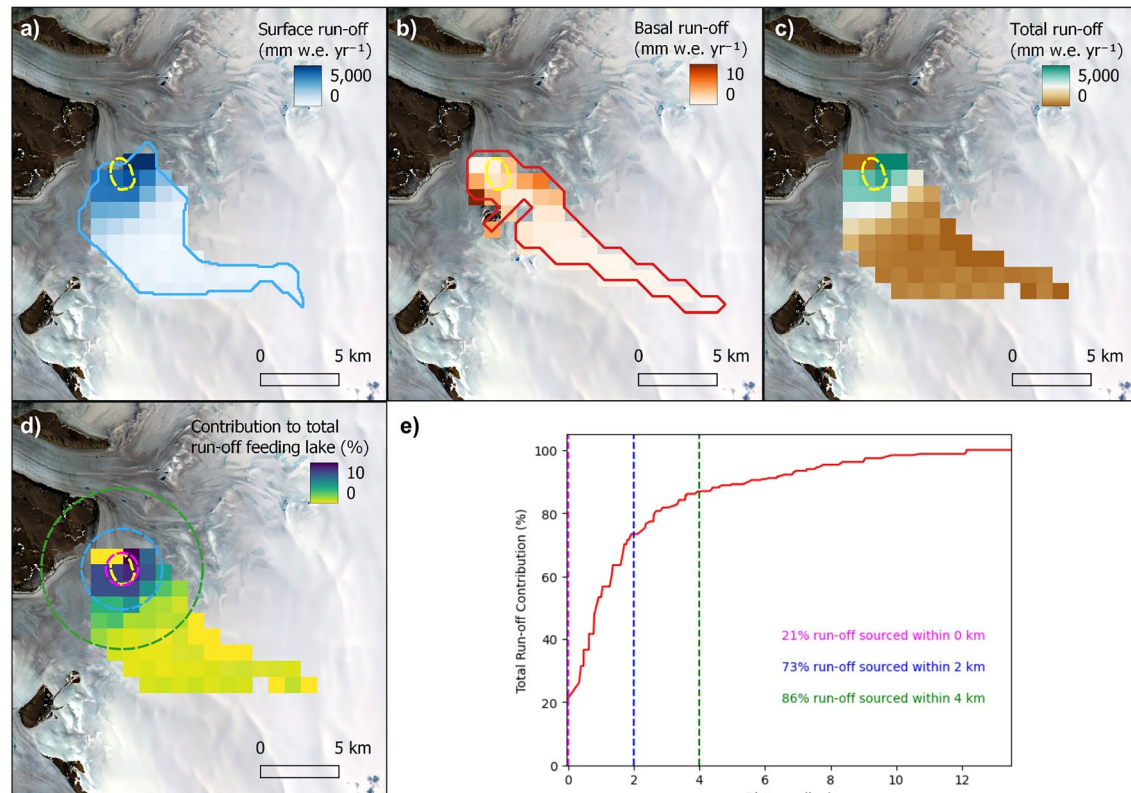 a)
Surface run-off
(mm w.e. yr⁻¹)
5,000
0
0 5 km
b)
Basal run-off
(mm w.e. yr⁻¹)
10
0
0 5 km
c)
Total run-off
(mm w.e. yr⁻¹)
5,000
0
0 5 km
d)
Contribution to total
run-off feeding lake (%)
10
0
0 5 km
e)
Total Run-off Contribution (%)
100
80
60
40
20
0
21% run-off sourced within 0 km
73% run-off sourced within 2 km
86% run-off sourced within 4 km
0 2 4 6 8 10 12